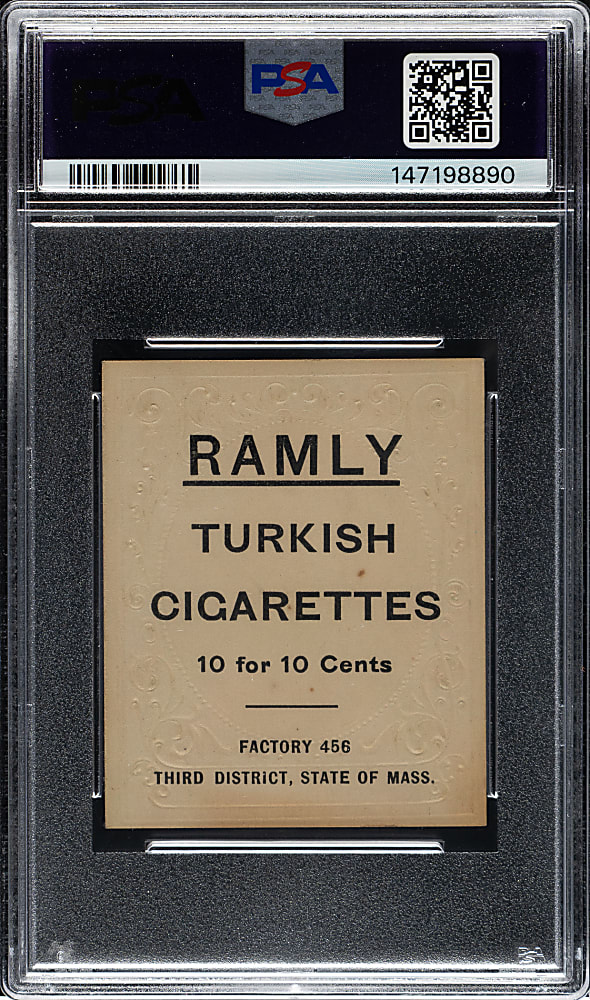 PSA
PSA
147198890
RAMLY
TURKISH
CIGARETTES
10 for 10 Cents
FACTORY 456
THIRD DISTRICT, STATE OF MASS.